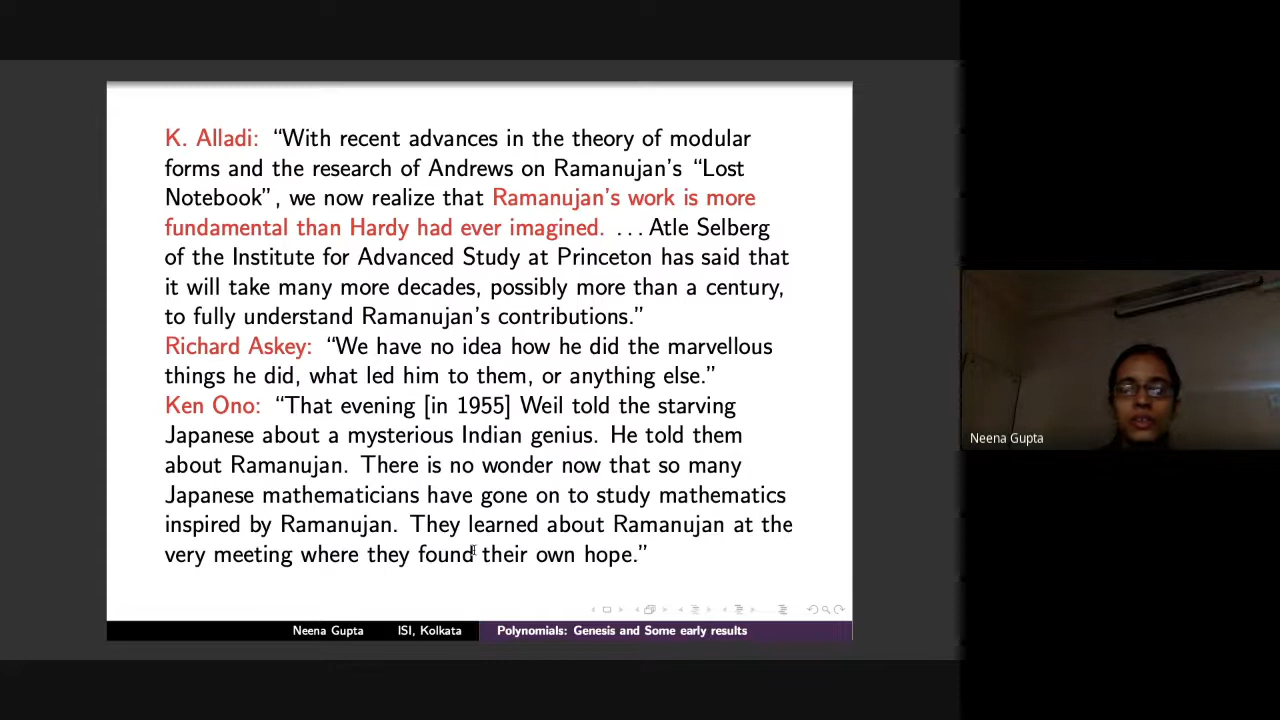 K. Alladi: “With recent advances in the theory of modular
forms and the research of Andrews on Ramanujan’s “Lost
Notebook”, we now realize that Ramanujan’s work is more
fundamental than Hardy had ever imagined. ... Atle Selberg
of the Institute for Advanced Study at Princeton has said that
it will take many more decades, possibly more than a century,
to fully understand Ramanujan’s contributions.”
Richard Askey: “We have no idea how he did the marvellous
things he did, what led him to them, or anything else.”
Ken Ono: “That evening [in 1955] Weil told the starving
Japanese about a mysterious Indian genius. He told them
about Ramanujan. There is no wonder now that so many
Japanese mathematicians have gone on to study mathematics
inspired by Ramanujan. They learned about Ramanujan at the
very meeting where they found their own hope.”
Neena Gupta ISI, Kolkata Polynomials: Genesis and Some early results
Neena Gupta